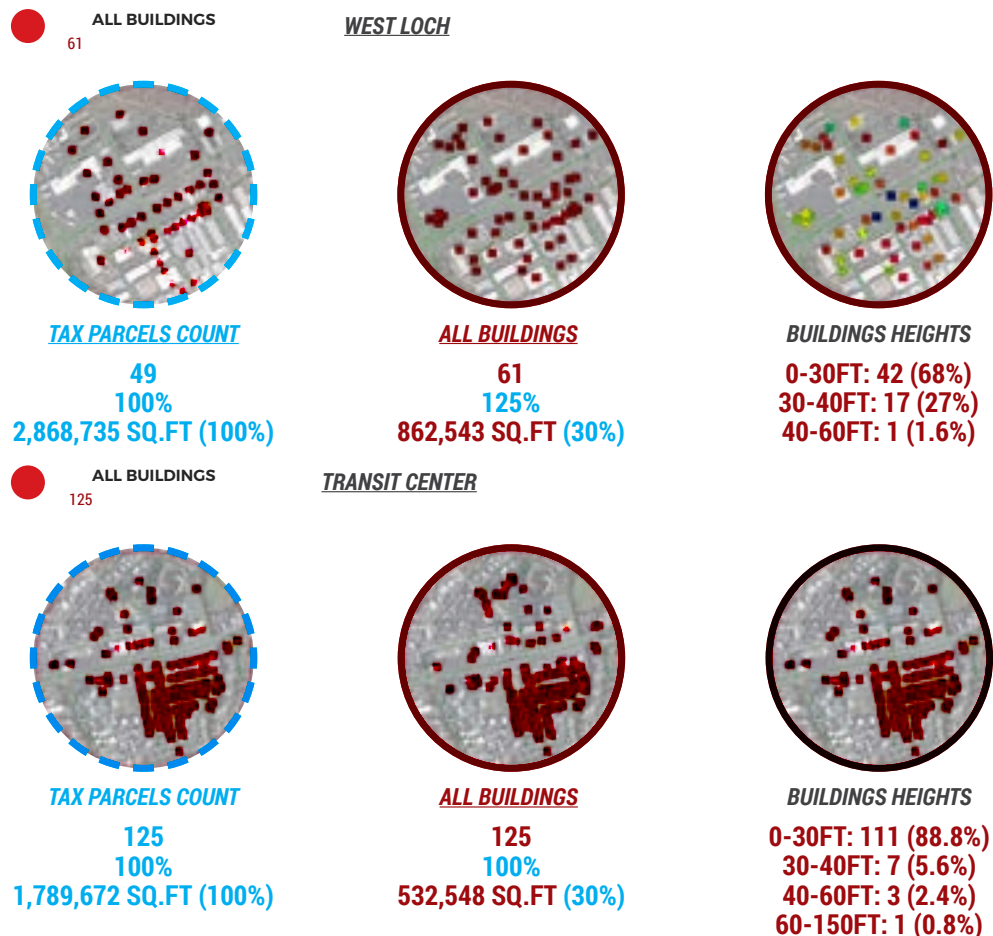 ALL BUILDINGS
61
WEST LOCH
TAX PARCELS COUNT
49
100%
2,868,735 SQ.FT (100%)
ALL BUILDINGS
61
125%
862,543 SQ.FT (30%)
BUILDINGS HEIGHTS
0-30FT: 42 (68%)
30-40FT: 17 (27%)
40-60FT: 1 (1.6%)
ALL BUILDINGS
125
TRANSIT CENTER
TAX PARCELS COUNT
125
100%
1,789,672 SQ.FT (100%)
ALL BUILDINGS
125
100%
532,548 SQ.FT (30%)
BUILDINGS HEIGHTS
0-30FT: 111 (88.8%)
30-40FT: 7 (5.6%)
40-60FT: 3 (2.4%)
60-150FT: 1 (0.8%)